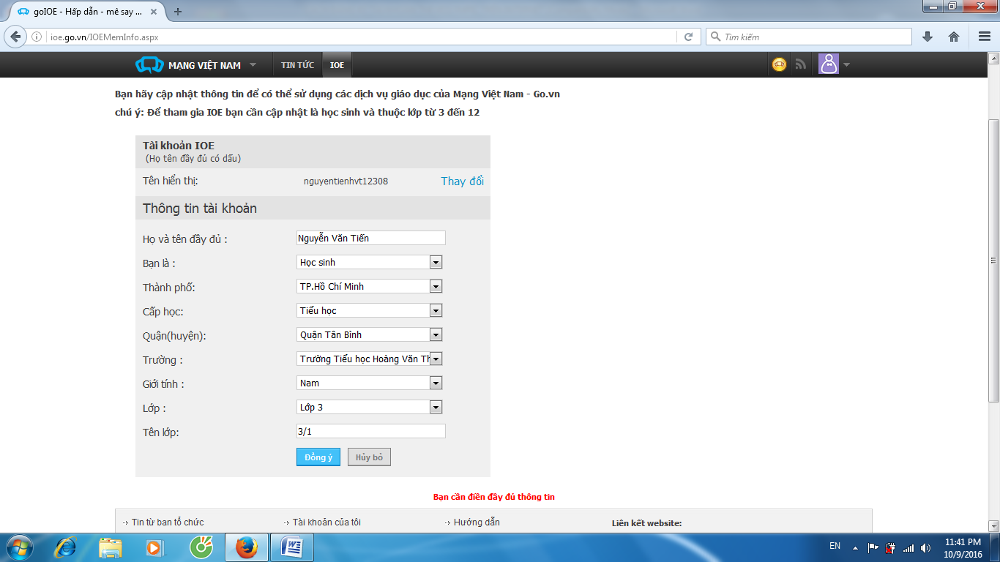 goIOE - Hấp dẫn - mê say ...
ioe.go.vn/IOEMemInfo.aspx
Tìm kiếm
MẠNG VIỆT NAM
TIN TỨC
IOE
Bạn hãy cập nhật thông tin để có thể sử dụng các dịch vụ giáo dục của Mạng Việt Nam - Go.vn
chú ý: Để tham gia IOE bạn cần cập nhật là học sinh và thuộc lớp từ 3 đến 12
Tài khoản IOE
(Họ tên đầy đủ có dấu)
Tên hiển thị: nguyentienhvt12308 Thay đổi
Thông tin tài khoản
Họ và tên đầy đủ : Nguyễn Văn Tiến
Bạn là : Học sinh
Thành phố: TP.Hồ Chí Minh
Cấp học: Tiểu học
Quận(huyện): Quận Tân Bình
Trường : Trường Tiểu học Hoàng Văn Th
Giới tính : Nam
Lớp : Lớp 3
Tên lớp: 3/1
Đồng ý Hủy bỏ
Bạn cần điền đầy đủ thông tin
Tin từ ban tổ chức Tài khoản của tôi Hướng dẫn Liên kết website:
EN 11:41 PM
10/9/2016